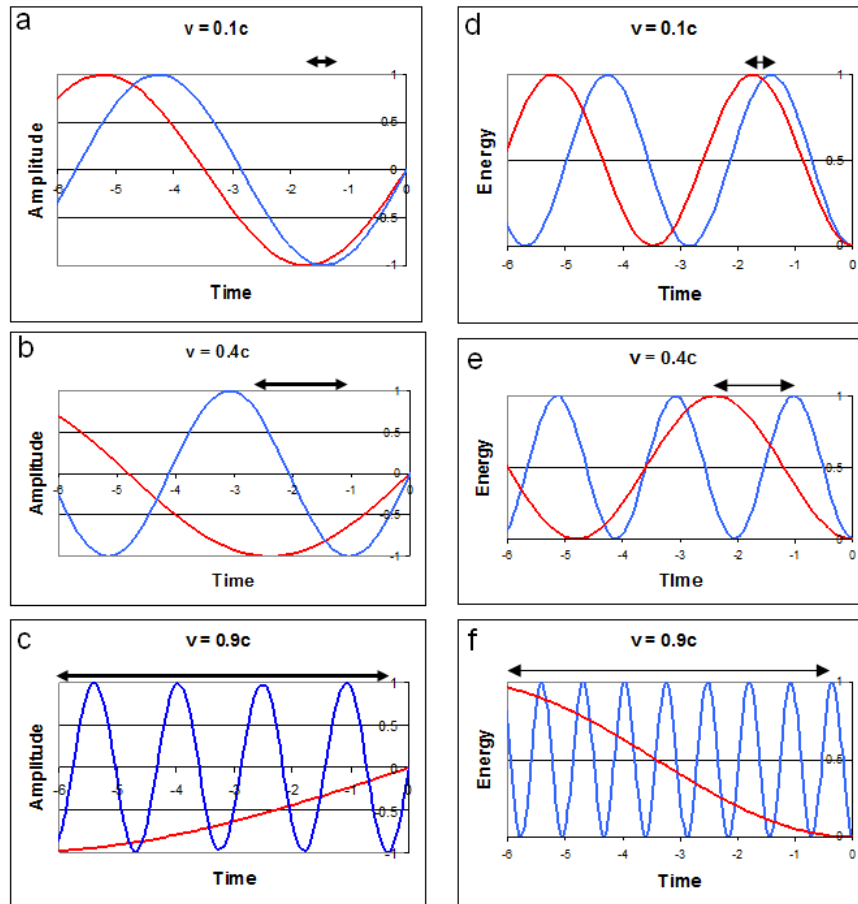 a
v = 0.1c
Amplitude
1
0.5
0
-0.5
-1
-6 -5 -4 -3 -2 -1 0
Time
d
v = 0.1c
Energy
1
0.5
0
-6 -5 -4 -3 -2 -1 0
Time
b
v = 0.4c
Amplitude
1
0.5
0
-0.5
-1
-6 -5 -4 -3 -2 -1 0
Time
e
v = 0.4c
Energy
1
0.5
0
-6 -5 -4 -3 -2 -1 0
TIme
c
v = 0.9c
Amplitude
1
0.5
0
-0.5
-1
-6 -5 -4 -3 -2 -1 0
Time
f
v = 0.9c
Energy
1
0.5
0
-6 -5 -4 -3 -2 -1 0
Time